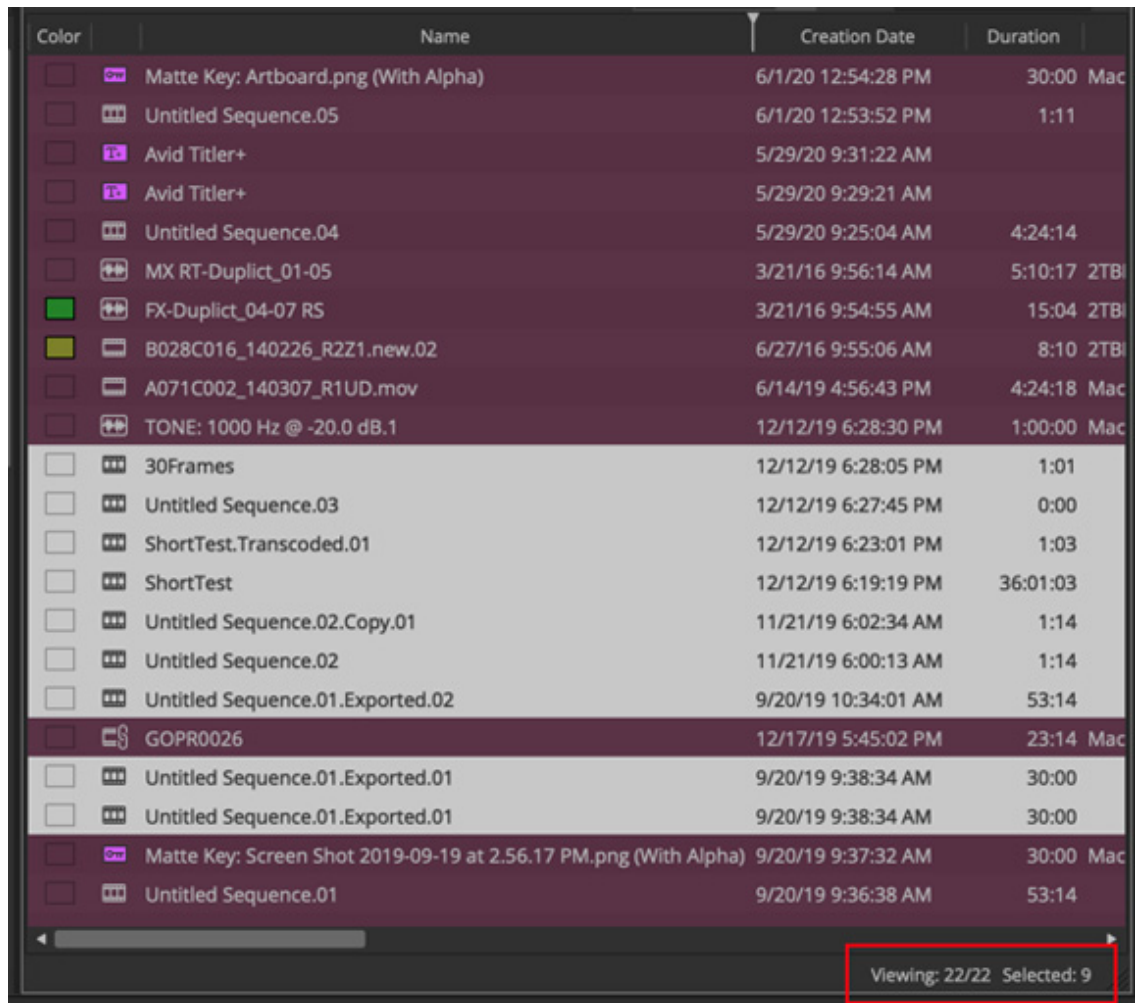 Color Name Creation Date Duration
Matte Key: Artboard.png (With Alpha) 6/1/20 12:54:28 PM 30:00 Mac
Untitled Sequence.05 6/1/20 12:53:52 PM 1:11
T+ Avid Titler+ 5/29/20 9:31:22 AM
T+ Avid Titler+ 5/29/20 9:29:21 AM
Untitled Sequence.04 5/29/20 9:25:04 AM 4:24:14
MX RT-Duplict_01-05 3/21/16 9:56:14 AM 5:10:17 2TB
FX-Duplict_04-07 RS 3/21/16 9:54:55 AM 15:04 2TB
B028C016_140226_R2Z1.new.02 6/27/16 9:55:06 AM 8:10 2TB
A071C002_140307_R1UD.mov 6/14/19 4:56:43 PM 4:24:18 Mac
TONE: 1000 Hz @ -20.0 dB.1 12/12/19 6:28:30 PM 1:00:00 Mac
30Frames 12/12/19 6:28:05 PM 1:01
Untitled Sequence.03 12/12/19 6:27:45 PM 0:00
ShortTest.Transcoded.01 12/12/19 6:23:01 PM 1:03
ShortTest 12/12/19 6:19:19 PM 36:01:03
Untitled Sequence.02.Copy.01 11/21/19 6:02:34 AM 1:14
Untitled Sequence.02 11/21/19 6:00:13 AM 1:14
Untitled Sequence.01.Exported.02 9/20/19 10:34:01 AM 53:14
GOPR0026 12/17/19 5:45:02 PM 23:14 Mac
Untitled Sequence.01.Exported.01 9/20/19 9:38:34 AM 30:00
Untitled Sequence.01.Exported.01 9/20/19 9:38:34 AM 30:00
Matte Key: Screen Shot 2019-09-19 at 2.56.17 PM.png (With Alpha) 9/20/19 9:37:32 AM 30:00 Mac
Untitled Sequence.01 9/20/19 9:36:38 AM 53:14
Viewing: 22/22 Selected: 9